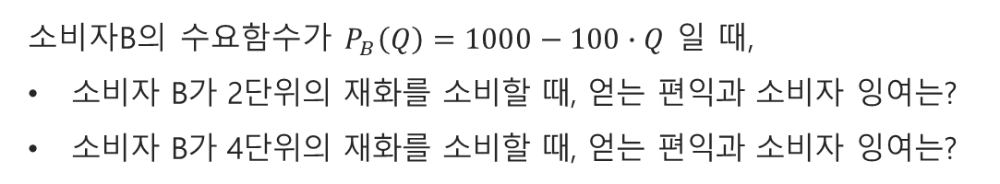 소비자B의 수요함수가 P_B(Q) = 1000 − 100 · Q 일 때,
• 소비자 B가 2단위의 재화를 소비할 때, 얻는 편익과 소비자 잉여는?
• 소비자 B가 4단위의 재화를 소비할 때, 얻는 편익과 소비자 잉여는?